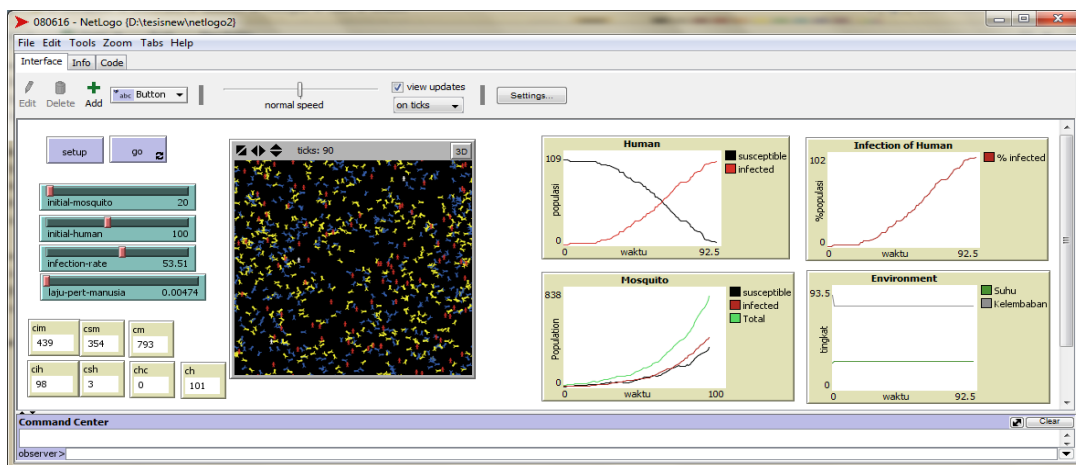 080616 - NetLogo {D:\tesisnew\netlogo2}
File Edit Tools Zoom Tabs Help
Interface Info Code
Edit Delete Add abc Button normal speed view updates on ticks Settings...
setup go
initial-mosquito 20
initial-human 100
infection-rate 53.51
laju-pert-manusia 0.00474
cim 439
csm 354
cm 793
cih 98
csh 3
chc 0
ch 101
ticks: 90 3D
Human
109
populasi
0
0 waktu 92.5
susceptible
infected
Infection of Human
102
%populasi
0
0 waktu 92.5
% infected
Mosquito
838
Population
0
0 waktu 100
susceptible
infected
Total
Environment
93.5
tingkat
0
0 waktu 92.5
Suhu
Kelembaban
Command Center
Clear
observer>